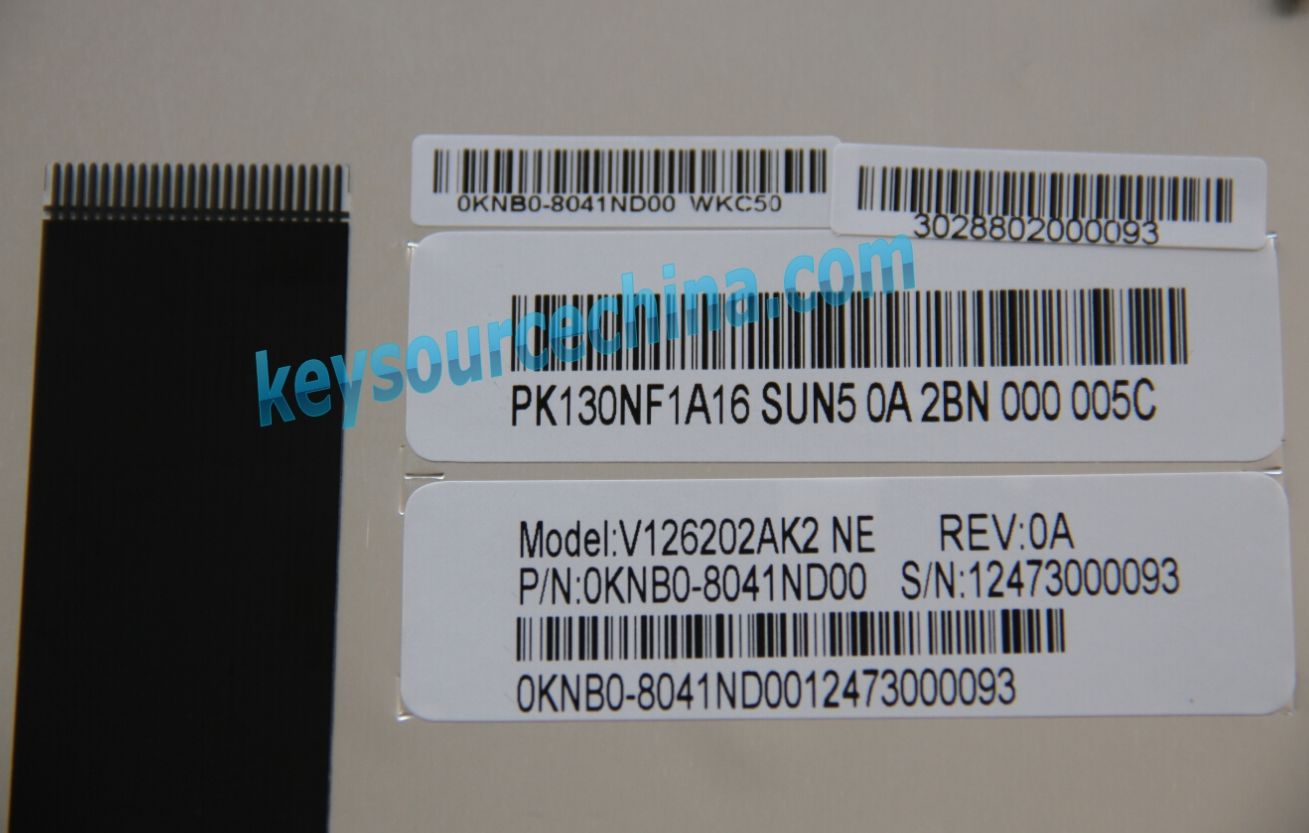 0KNB0-8041ND00 WKC50
3028802000093
keysourcechina.com
PK130NF1A16 SUN5 0A 2BN 000 005C
Model:V126202AK2 NE REV:0A
P/N:0KNB0-8041ND00 S/N:12473000093
0KNB0-8041ND0012473000093